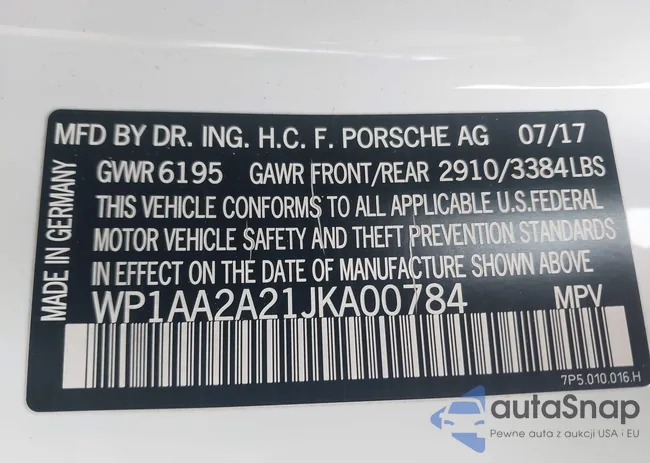 MFD BY DR. ING. H.C. F. PORSCHE AG 07/17
GVWR 6195 GAWR FRONT/REAR 2910/3384LBS
THIS VEHICLE CONFORMS TO ALL APPLICABLE U.S.FEDERAL
MOTOR VEHICLE SAFETY AND THEFT PREVENTION STANDARDS
IN EFFECT ON THE DATE OF MANUFACTURE SHOWN ABOVE
WP1AA2A21JKA00784 MPV
MADE IN GERMANY
7P5.010.016.H
autaSnap
Pewne auta z aukcji USA i EU